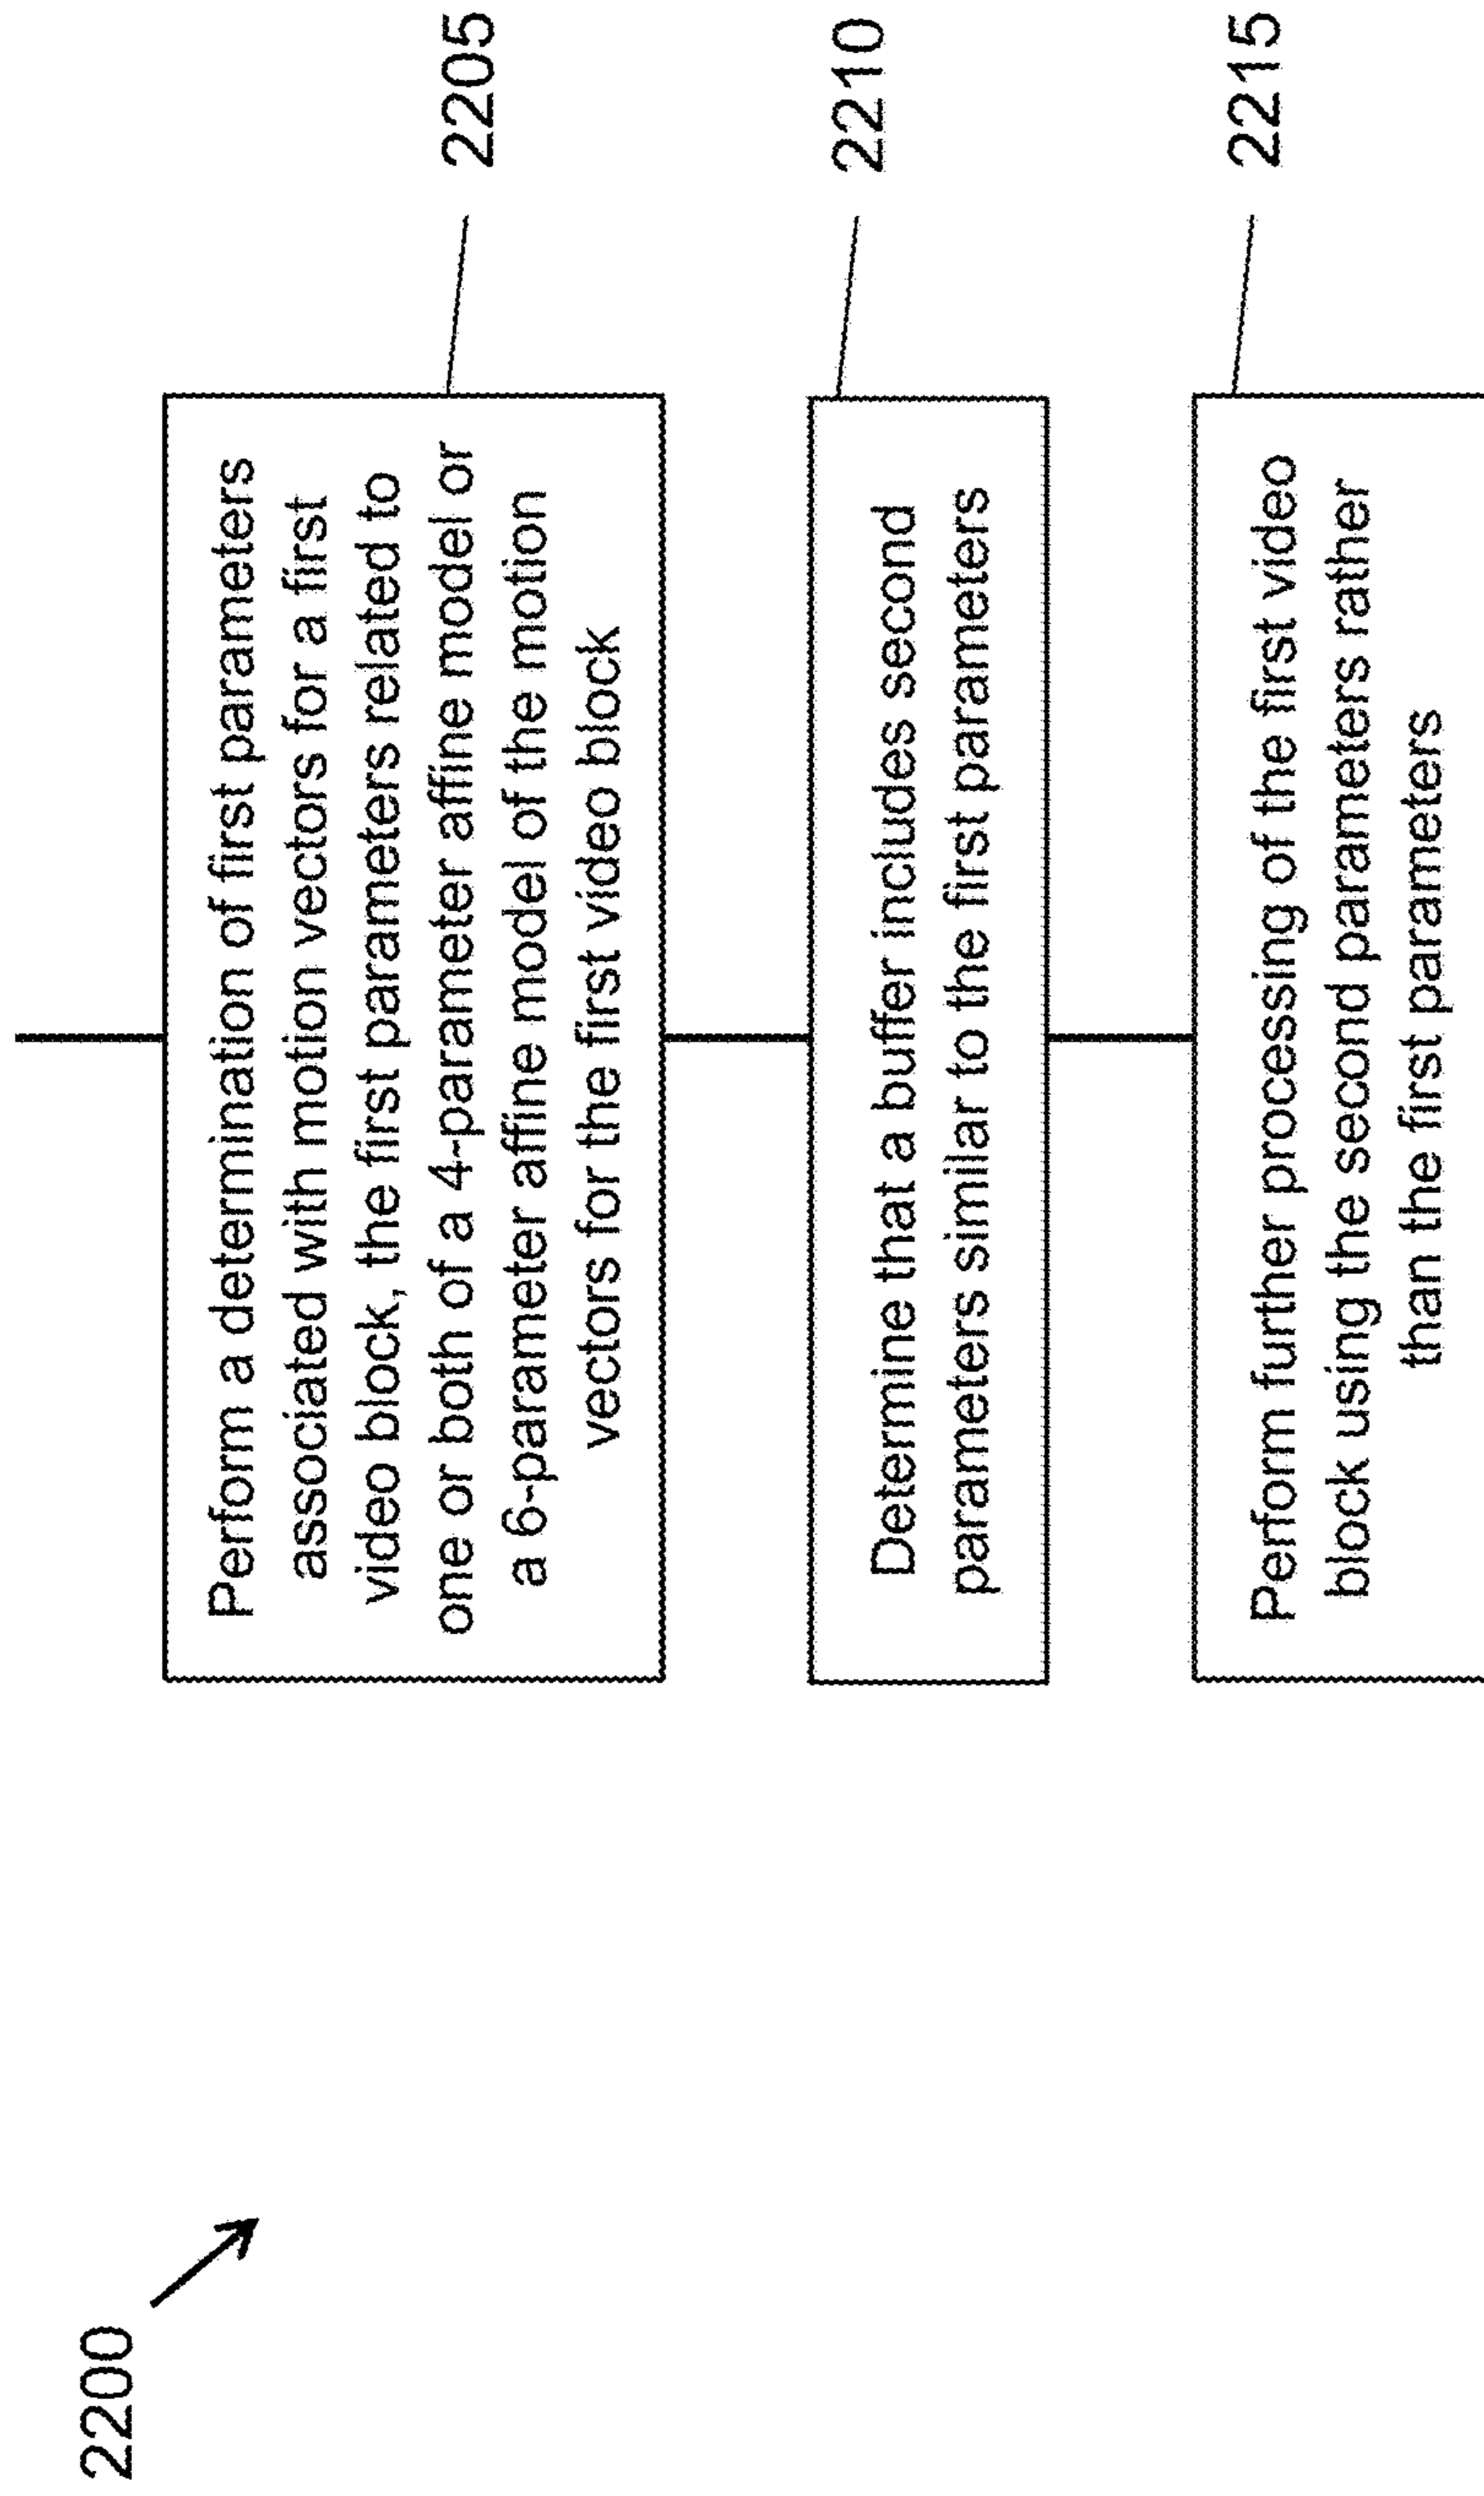 2200
Perform a determination of first parameters
associated with motion vectors for a first
video block, the first parameters related to
one or both of a 4-parameter affine model or
a 6-parameter affine model of the motion
vectors for the first video block
2205
Determine that a buffer includes second
parameters similar to the first parameters
2210
Perform further processing of the first video
block using the second parameters rather
than the first parameters
2215